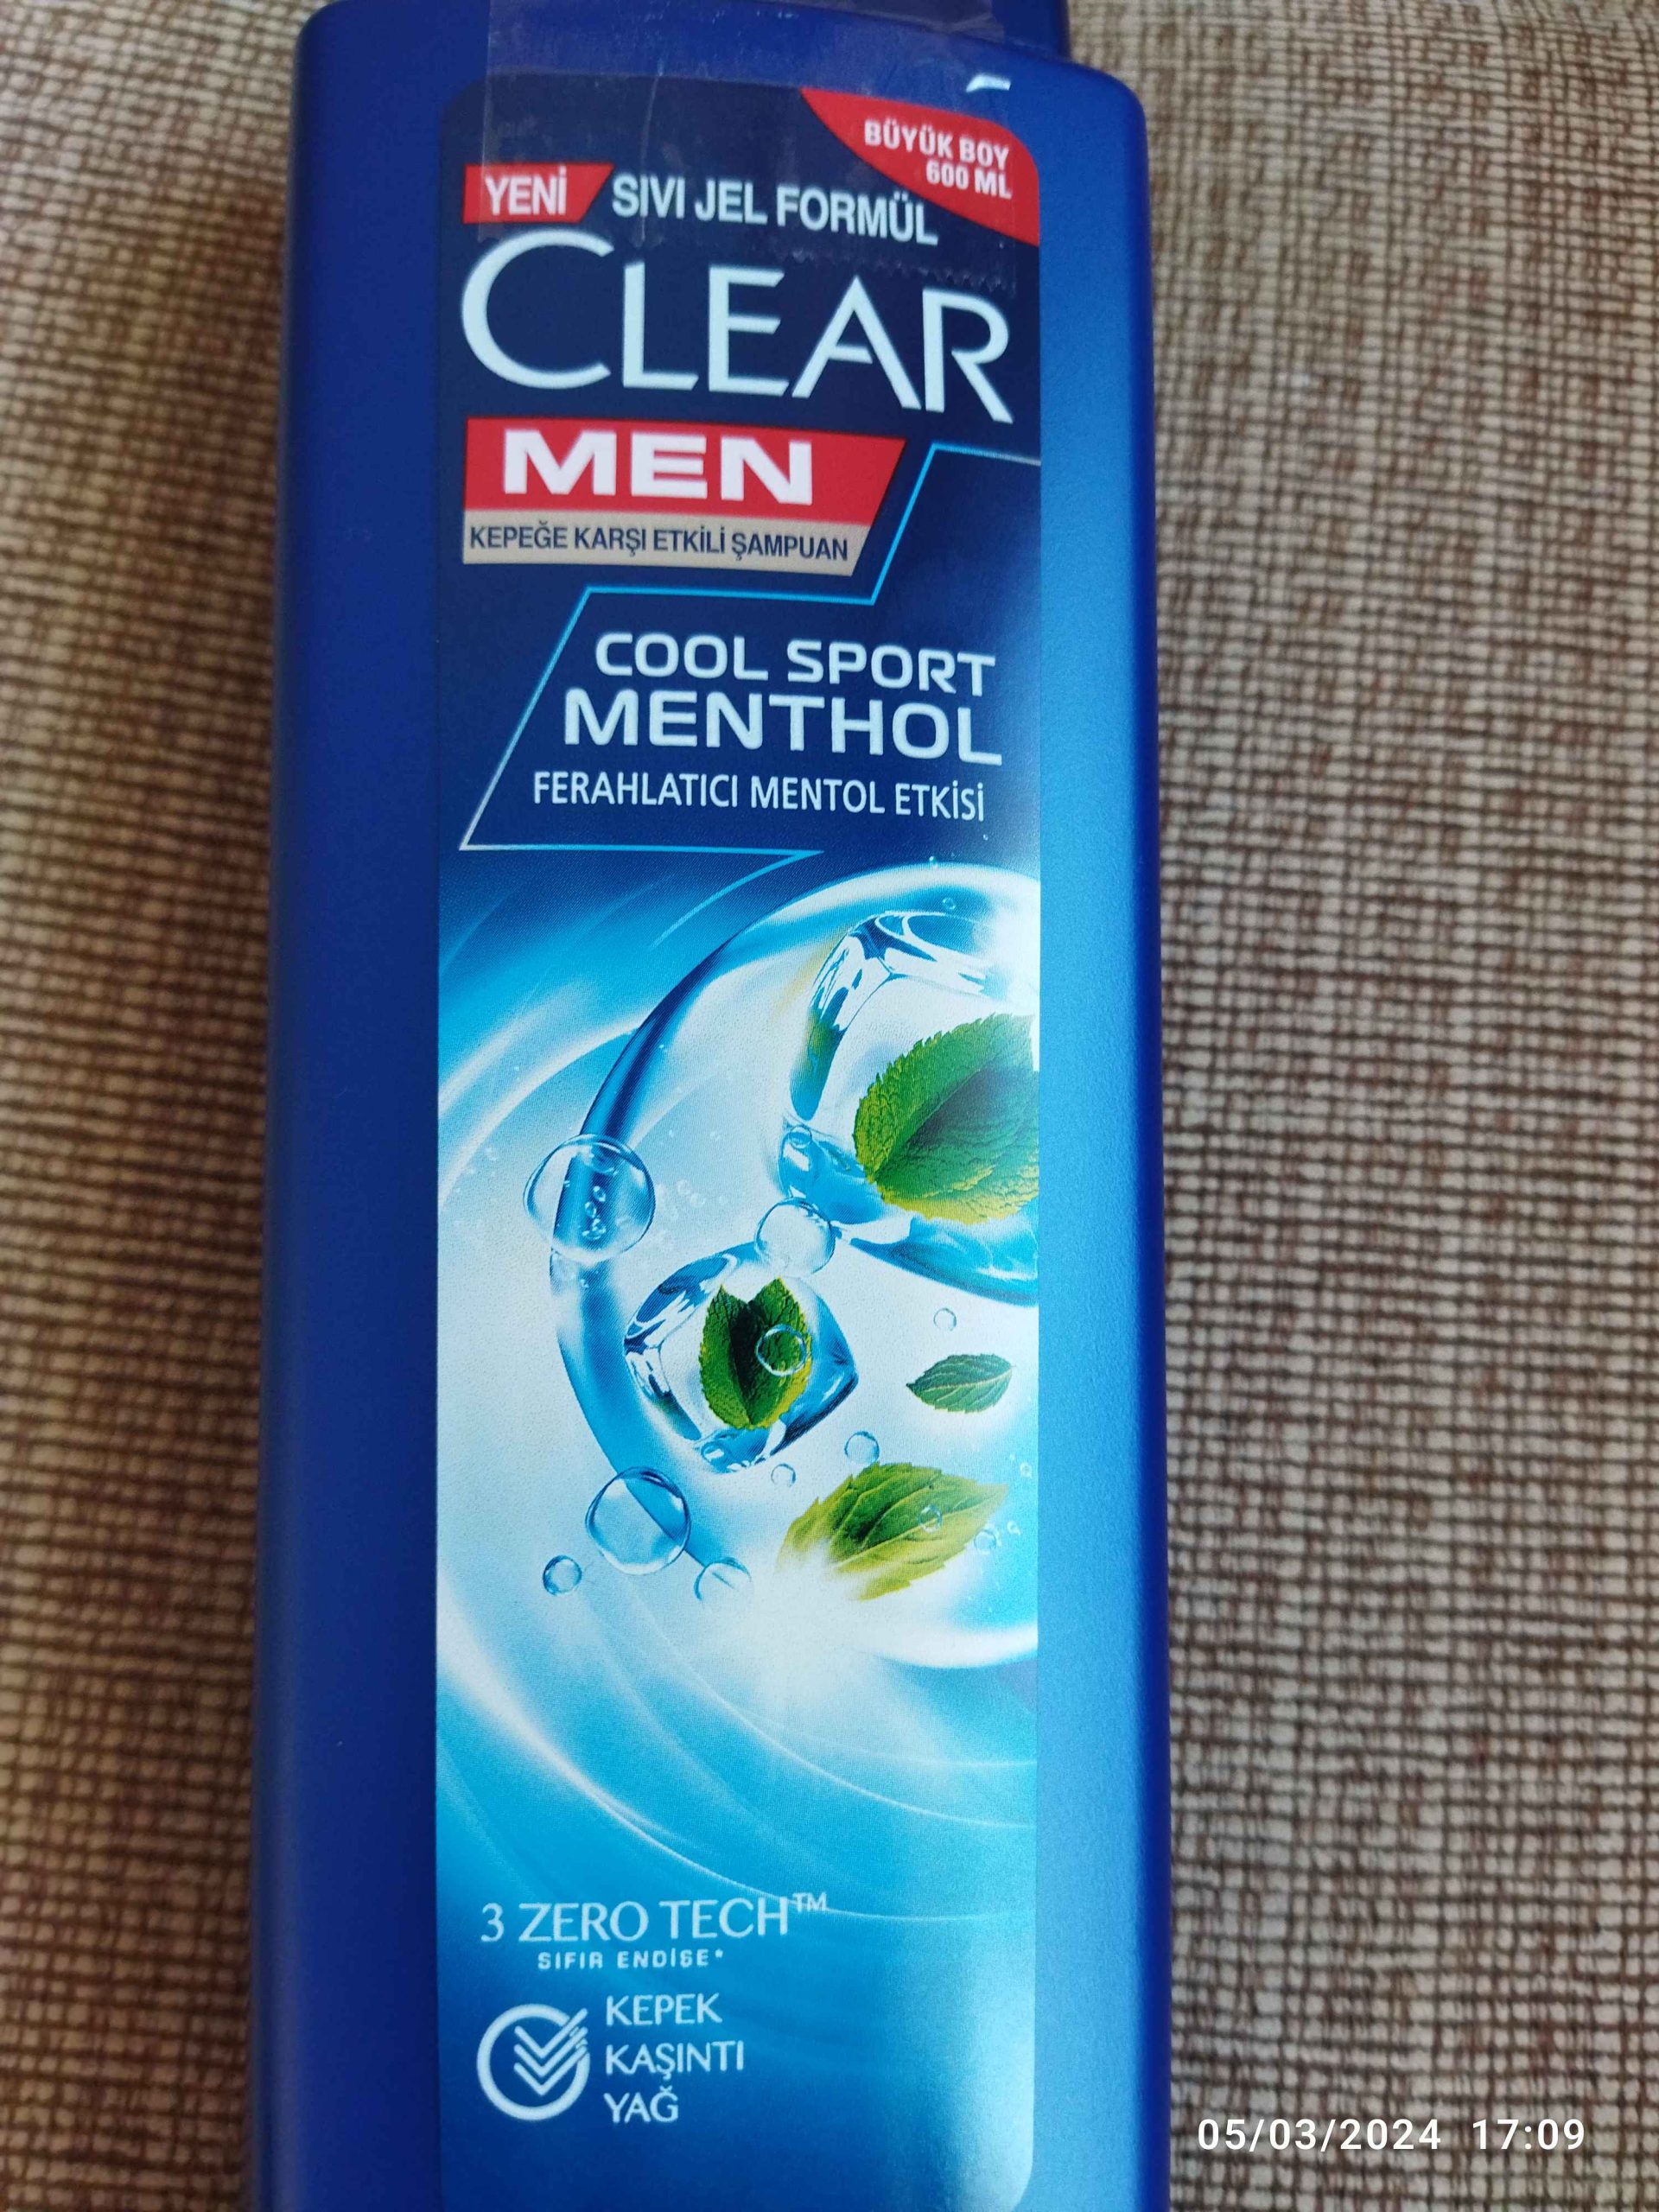 BÜYÜK BOY
600 ML
YENİ SIVI JEL FORMÜL
CLEAR
MEN
KEPEĞE KARŞI ETKİLİ ŞAMPUAN
COOL SPORT
MENTHOL
FERAHLATICI MENTOL ETKİSİ
3 ZERO TECH™
SIFIR ENDİŞE*
KEPEK
KAŞINTI
YAĞ
05/03/2024 17:09